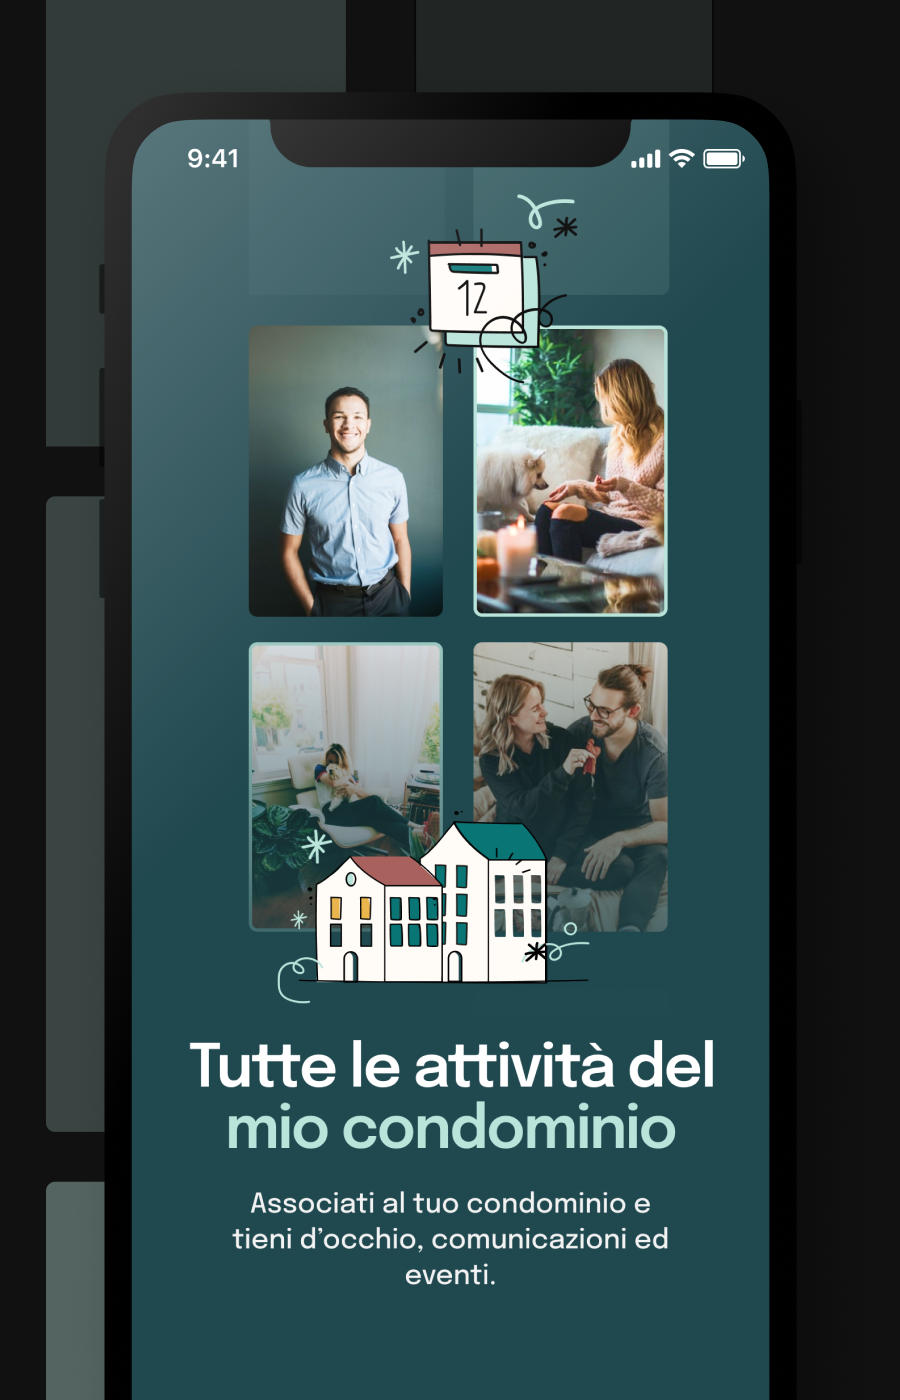 9:41
12
Tutte le attività del
mio condominio
Associati al tuo condominio e
tieni d’occhio, comunicazioni ed
eventi.